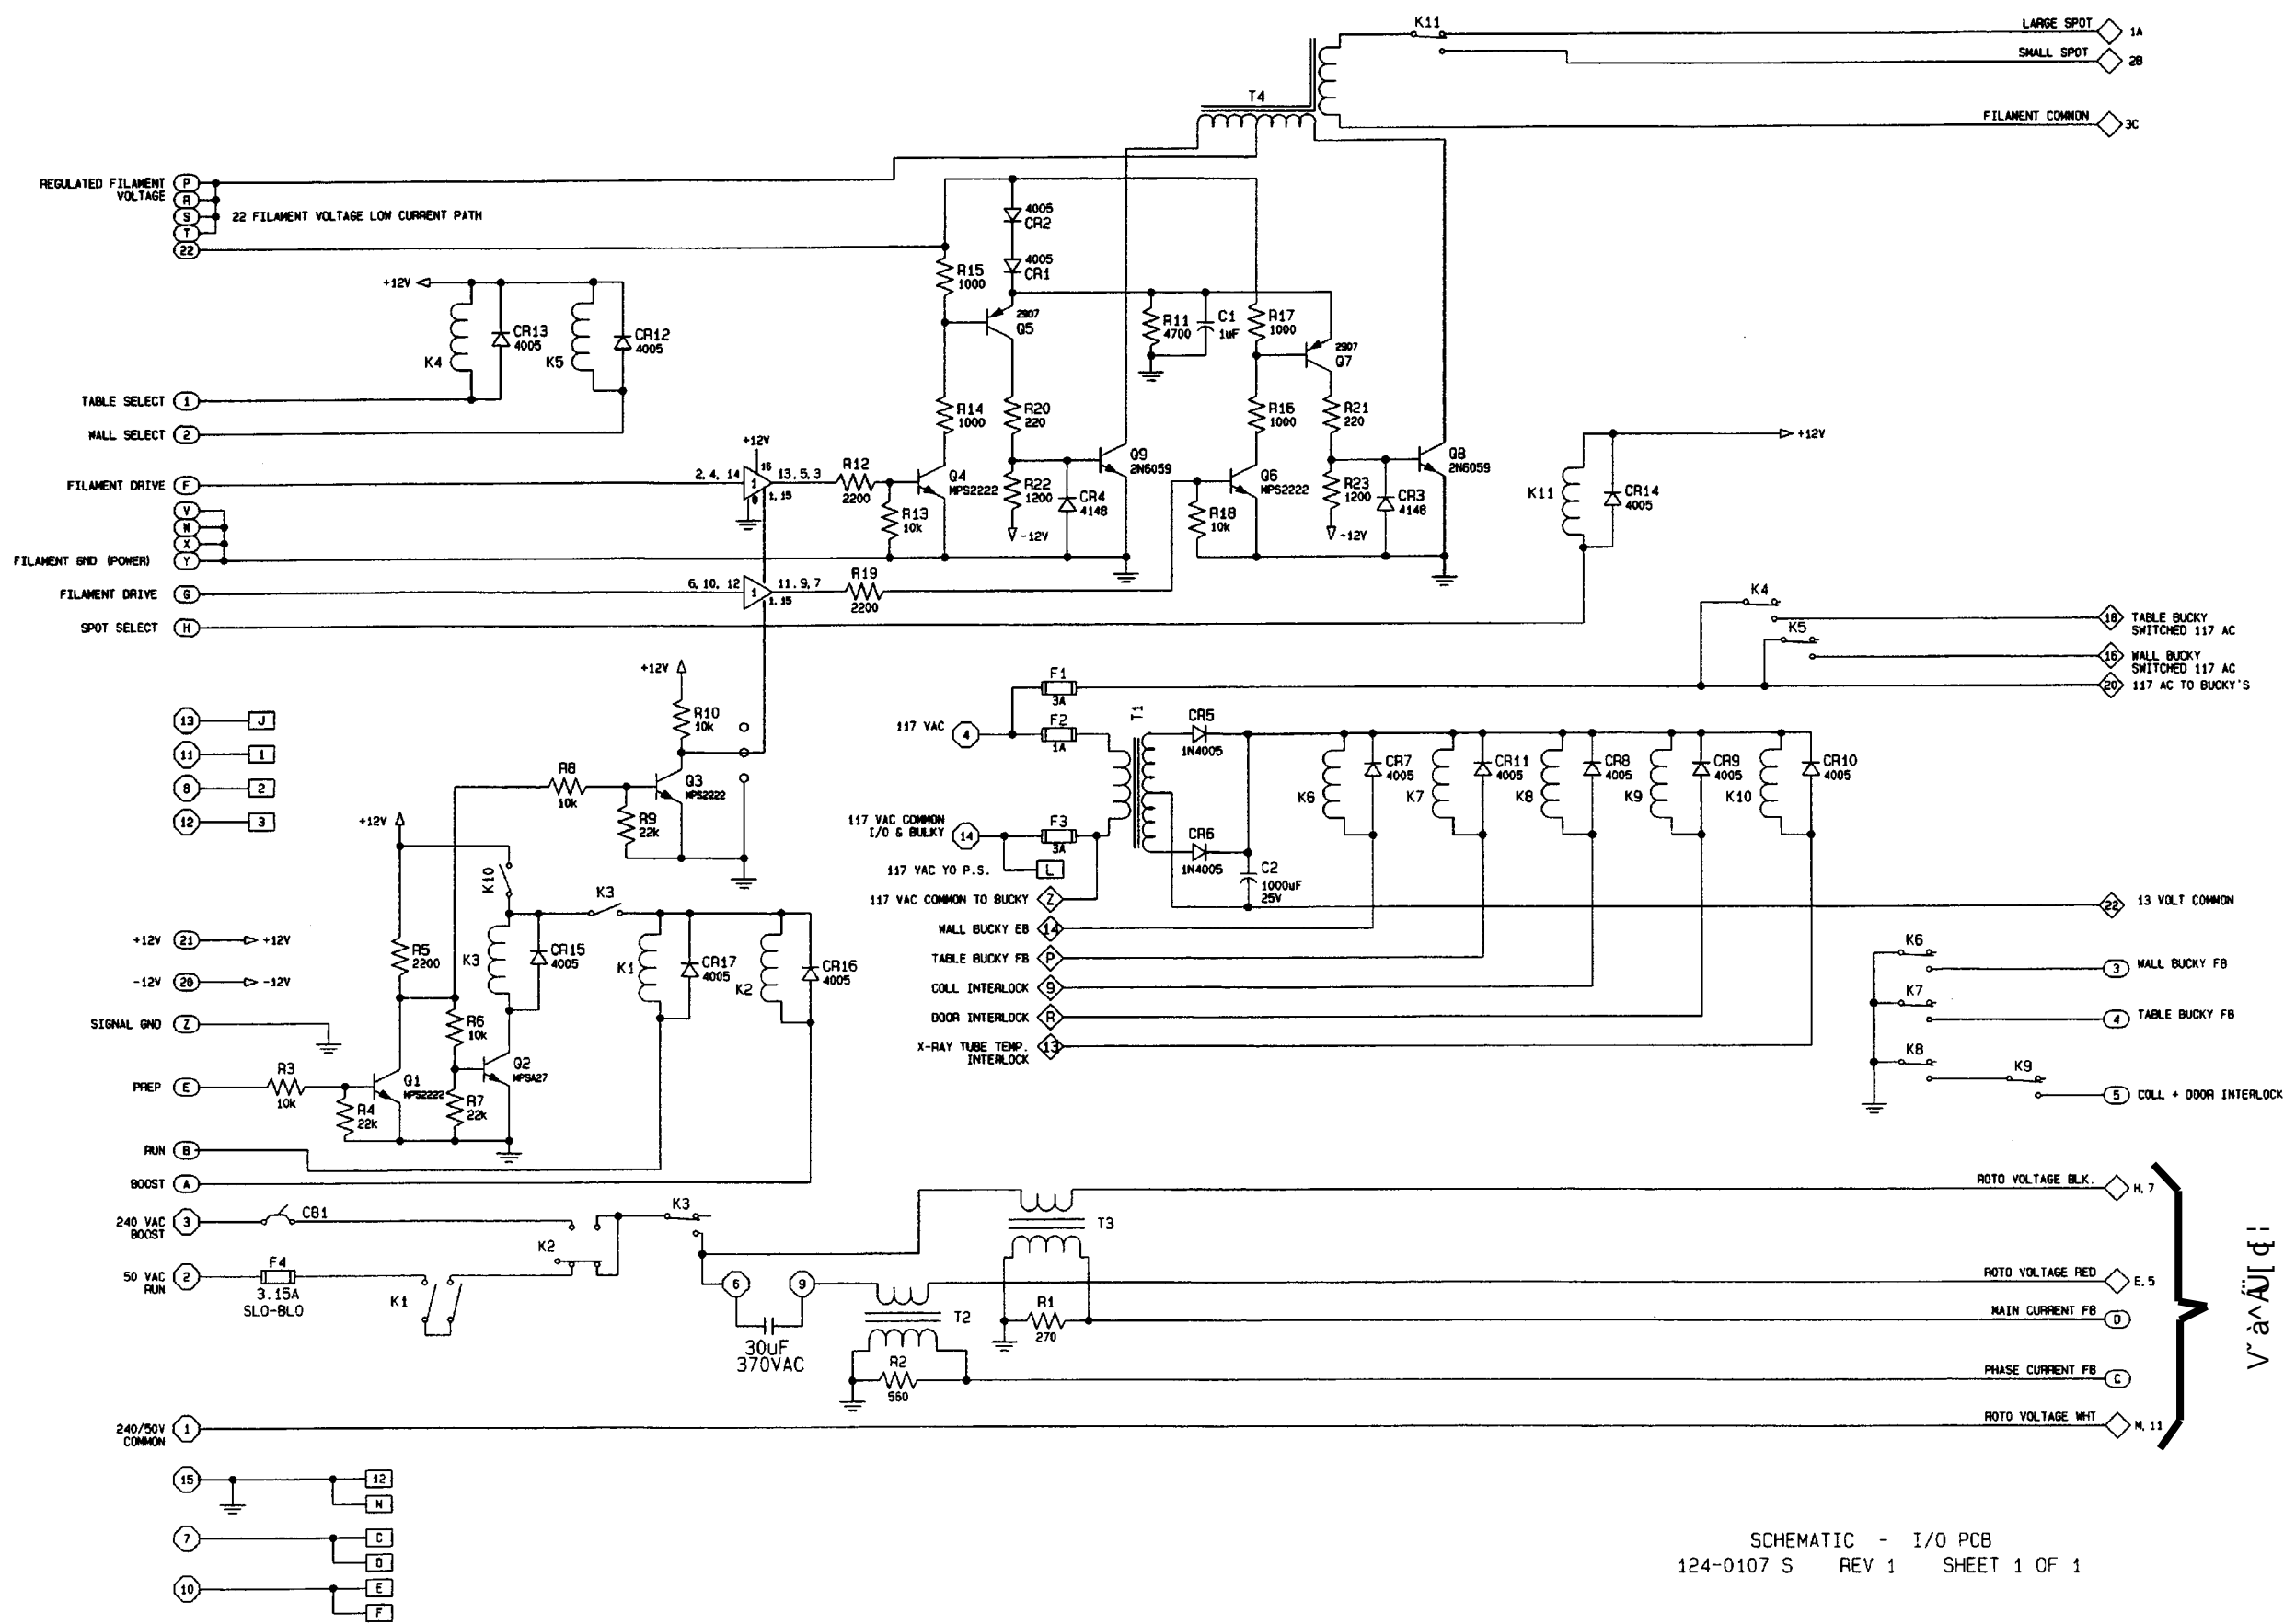 K11
LARGE SPOT
1A
SMALL SPOT
2B
T4
FILAMENT COMMON
3C
REGULATED FILAMENT
VOLTAGE
P
R
S
T
22
22 FILAMENT VOLTAGE LOW CURRENT PATH
4005
CR2
4005
CR1
R15
1000
2907
Q5
R11
4700
C1
1uF
R17
1000
2907
Q7
+12V
K4
CR13
4005
K5
CR12
4005
TABLE SELECT 1
WALL SELECT 2
R14
1000
R20
220
R16
1000
R21
220
+12V
16
2, 4, 14
1
13, 5, 3
1, 15
R12
2200
R13
10k
Q4
MPS2222
R22
1200
-12V
CR4
4148
Q9
2N6059
Q6
MPS2222
R18
10k
R23
1200
-12V
CR3
4148
Q8
2N6059
+12V
K11
CR14
4005
FILAMENT DRIVE F
V
W
X
FILAMENT GND (POWER) Y
FILAMENT DRIVE G
6, 10, 12
1
11, 9, 7
1, 15
R19
2200
SPOT SELECT H
K4
18 TABLE BUCKY
SWITCHED 117 AC
K5
16 WALL BUCKY
SWITCHED 117 AC
20 117 AC TO BUCKY'S
+12V
R10
10k
R8
10k
Q3
MPS2222
R9
22k
13 J
11 1
8 2
12 3
117 VAC 4
F1
3A
F2
1A
T1
CR5
1N4005
117 VAC COMMON
I/O & BULKY 14
F3
3A
CR6
1N4005
C2
1000uF
25V
117 VAC YO P.S. L
117 VAC COMMON TO BUCKY Z
K6
CR7
4005
K7
CR11
4005
K8
CR8
4005
K9
CR9
4005
K10
CR10
4005
22 13 VOLT COMMON
WALL BUCKY EB 14
TABLE BUCKY FB P
COLL INTERLOCK 9
DOOR INTERLOCK R
X-RAY TUBE TEMP.
INTERLOCK 13
K6
3 WALL BUCKY FB
K7
4 TABLE BUCKY FB
K8
K9
5 COLL + DOOR INTERLOCK
+12V
K10
K3
R5
2200
K3
CR15
4005
K1
CR17
4005
K2
CR16
4005
R6
10k
Q2
MPSA27
R7
22k
+12V 21 +12V
-12V 20 -12V
SIGNAL GND Z
PREP E
R3
10k
R4
22k
Q1
MPS2222
RUN B
BOOST A
240 VAC
BOOST
3
CB1
K2
K3
50 VAC
RUN
2
F4
3.15A
SLO-BLO
K1
6
9
30uF
370VAC
T3
T2
R1
270
R2
560
ROTO VOLTAGE BLK. H, 7
ROTO VOLTAGE RED E, 5
MAIN CURRENT FB D
PHASE CURRENT FB C
ROTO VOLTAGE WHT M, 11
240/50V
COMMON
1
15
12
N
7
C
D
10
E
F
SCHEMATIC - I/O PCB
124-0107 S REV 1 SHEET 1 OF 1